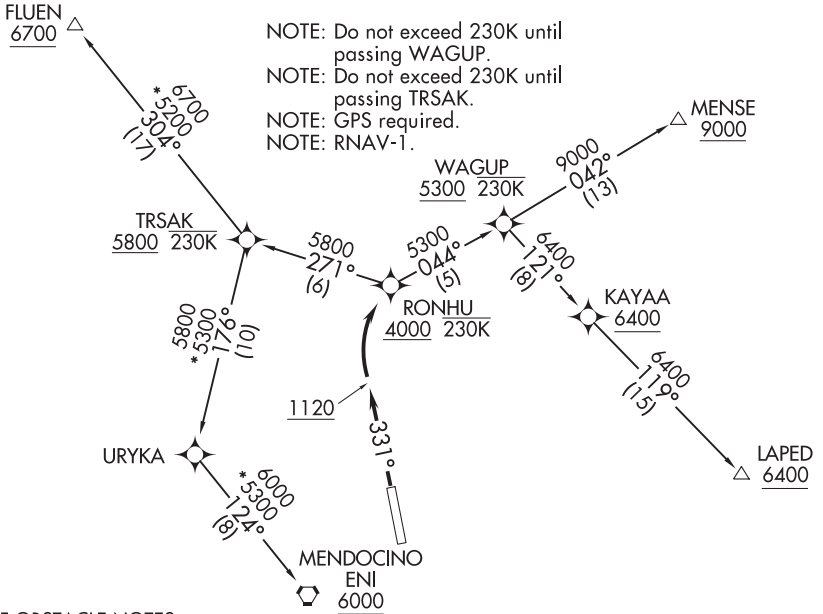 FLUEN
6700
NOTE: Do not exceed 230K until
passing WAGUP.
NOTE: Do not exceed 230K until
passing TRSAK.
NOTE: GPS required.
NOTE: RNAV-1.
6700
*5200
304°
(17)
MENSE
9000
9000
042°
(13)
WAGUP
5300 230K
TRSAK
5800 230K
5800
271°
(6)
5300
044°
(5)
6400
121°
(8)
KAYAA
6400
RONHU
4000 230K
5800
*5300
176°
(10)
1120
331°
6400
119°
(15)
LAPED
6400
URYKA
6000
*5300
124°
(8)
MENDOCINO
ENI
6000